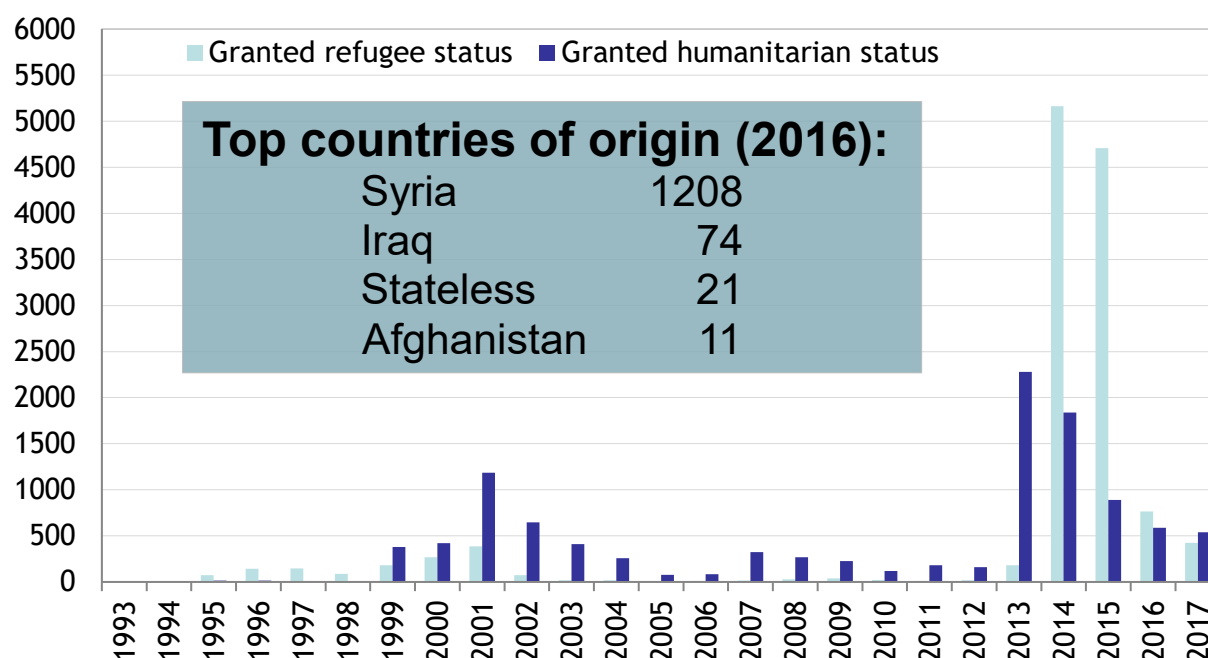 6000
5500
5000
4500
4000
3500
3000
2500
2000
1500
1000
500
0
Granted refugee status Granted humanitarian status
Top countries of origin (2016):
Syria 1208
Iraq 74
Stateless 21
Afghanistan 11
1993 1994 1995 1996 1997 1998 1999 2000 2001 2002 2003 2004 2005 2006 2007 2008 2009 2010 2011 2012 2013 2014 2015 2016 2017